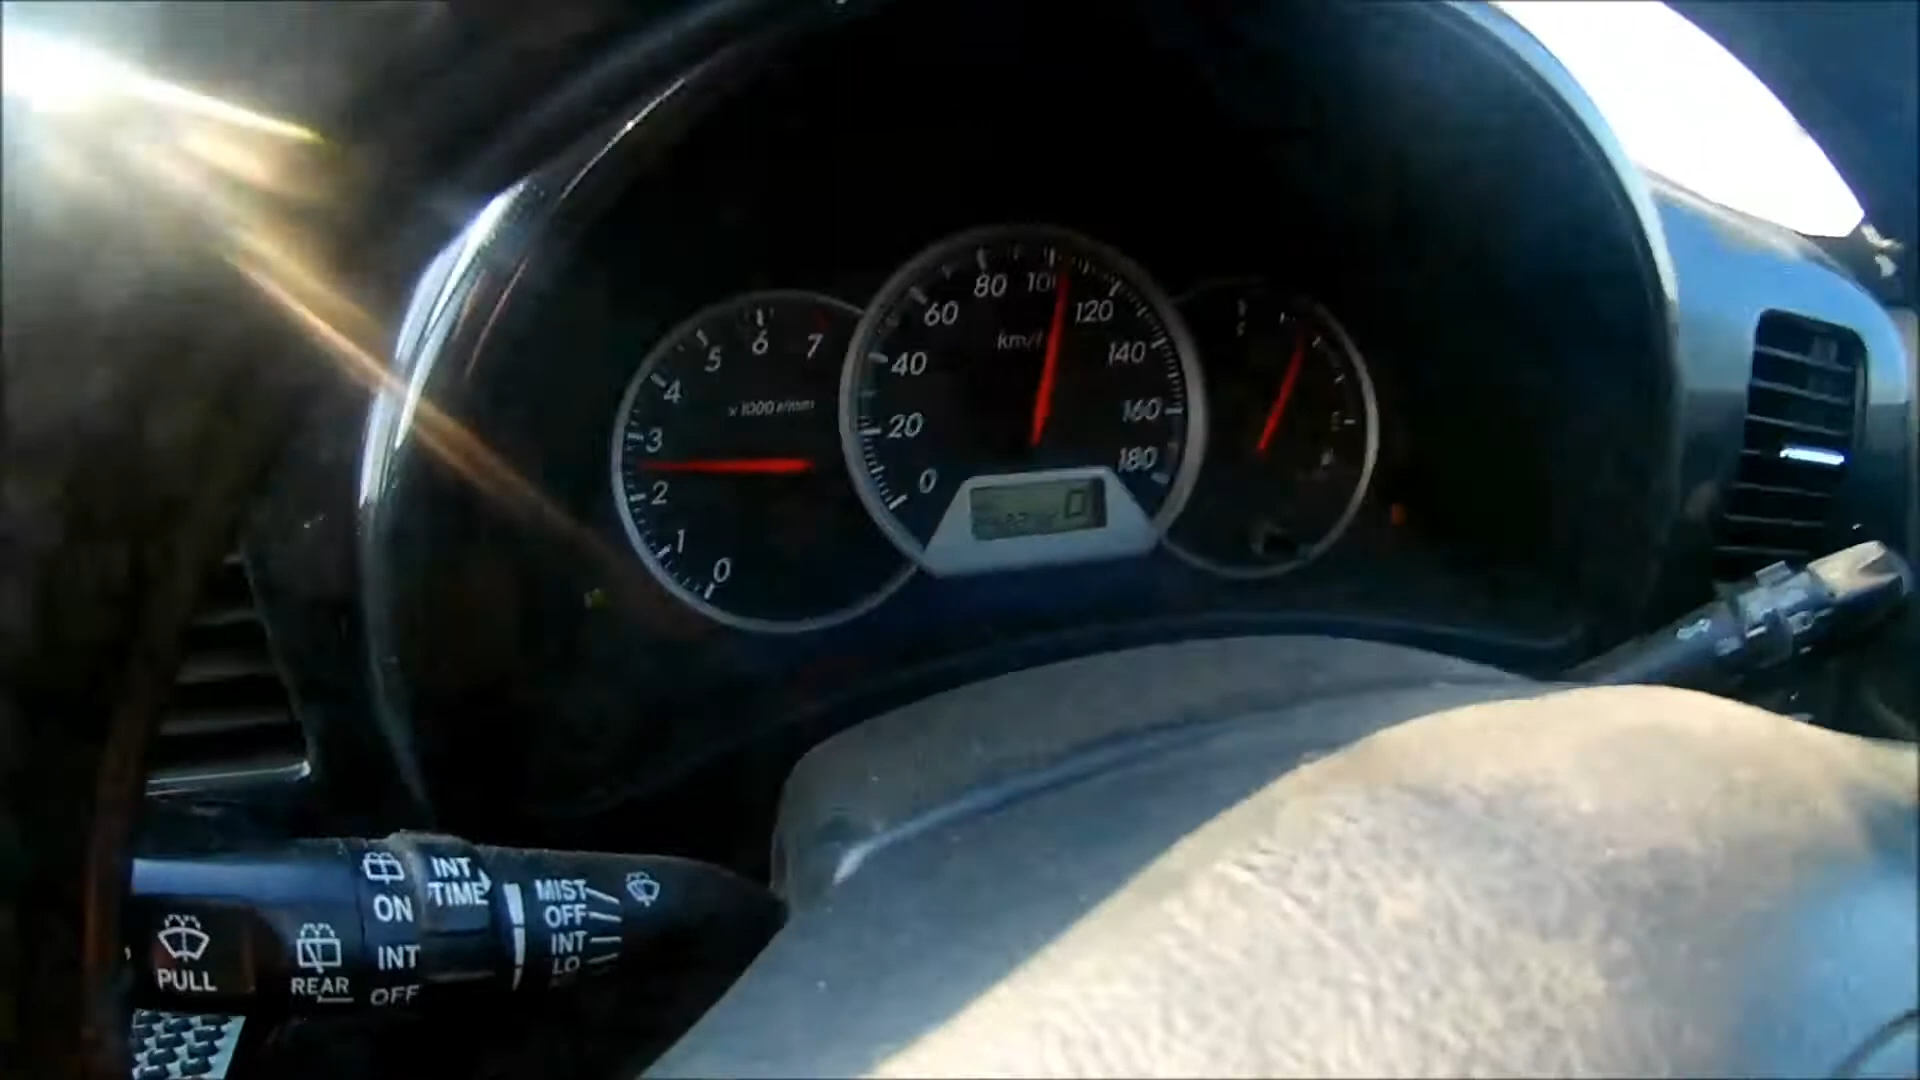 0
1
2
3
4
5
6
7
x 1000 r/min
0
20
40
60
80
100
120
140
160
180
km/h
PULL
REAR
ON
INT
OFF
INT
TIME
MIST
OFF
INT
LO